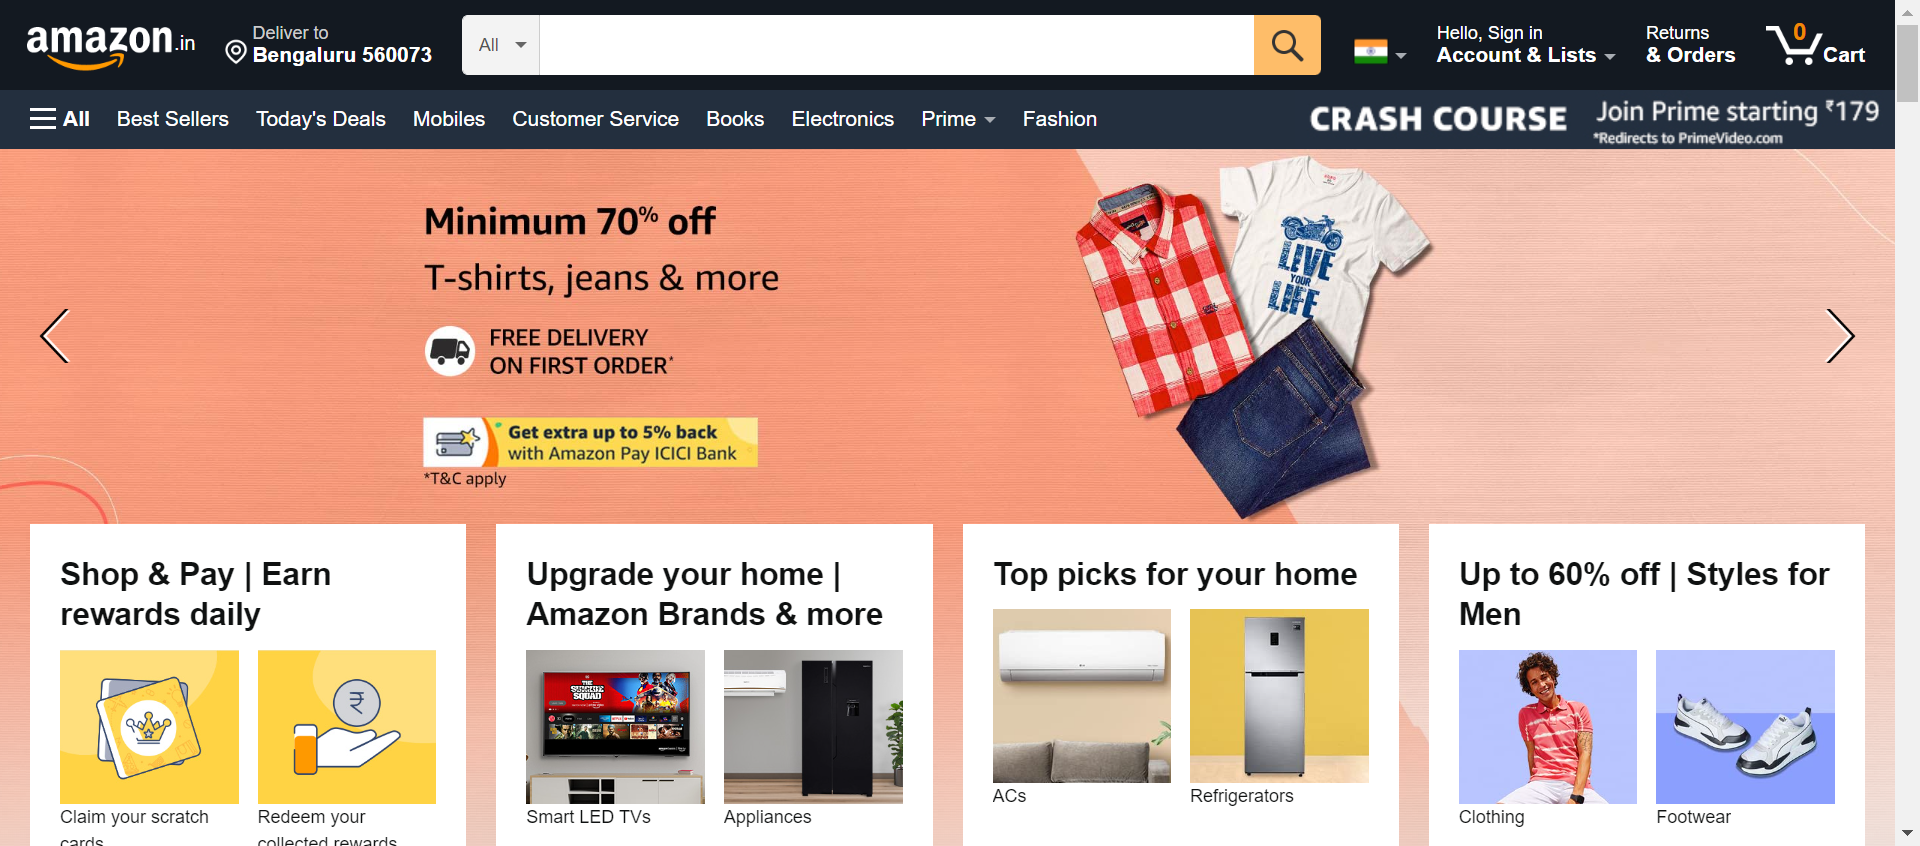 amazon.in
Deliver to
Bengaluru 560073
All
Hello, Sign in
Account & Lists
Returns
& Orders
0
Cart
All
Best Sellers
Today's Deals
Mobiles
Customer Service
Books
Electronics
Prime
Fashion
CRASH COURSE
Join Prime starting ₹179
*Redirects to PrimeVideo.com
Minimum 70% off
T-shirts, jeans & more
FREE DELIVERY
ON FIRST ORDER*
Get extra up to 5% back
with Amazon Pay ICICI Bank
*T&C apply
LIVE
YOUR
LIFE
Shop & Pay | Earn
rewards daily
Claim your scratch
cards
Redeem your
collected rewards
Upgrade your home |
Amazon Brands & more
THE
SUICIDE
SQUAD
Smart LED TVs
Appliances
Top picks for your home
LG
ACs
Refrigerators
Up to 60% off | Styles for
Men
Clothing
Footwear